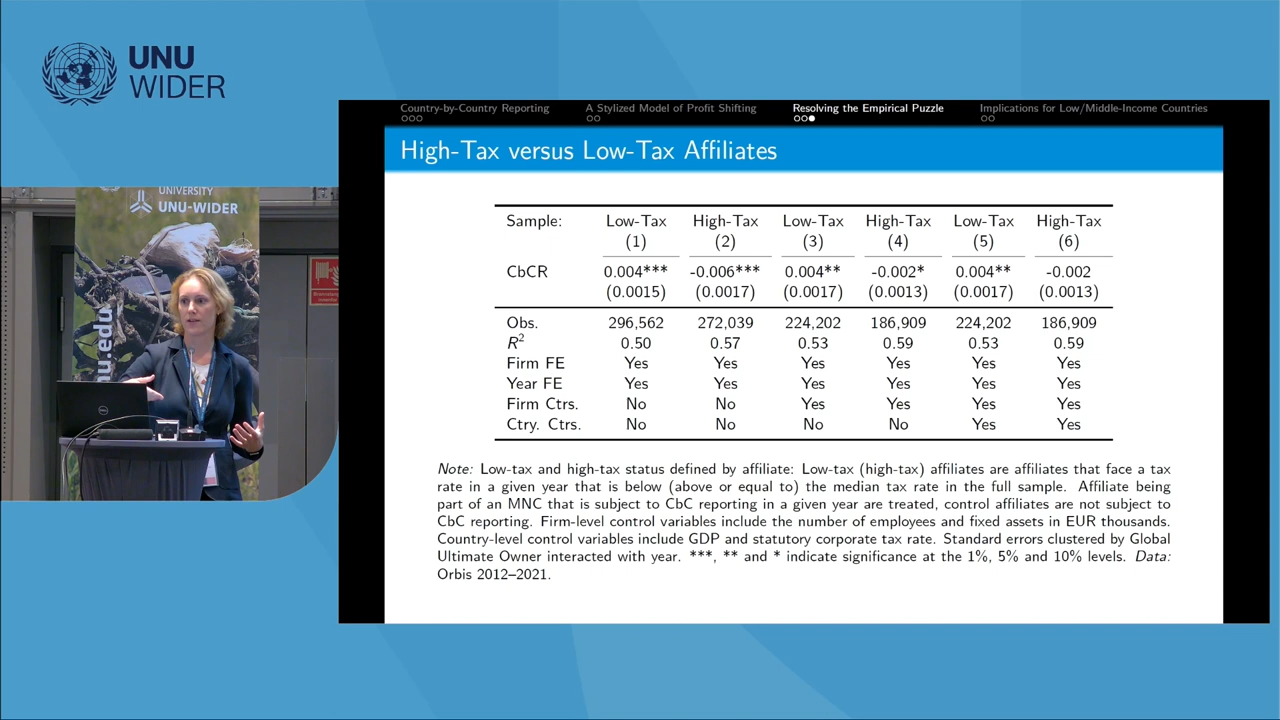 UNU
WIDER
UNIVERSITY
UNU-WIDER
nu.edu
DELL
Country-by-Country Reporting A Stylized Model of Profit Shifting Resolving the Empirical Puzzle Implications for Low/Middle-Income Countries
High-Tax versus Low-Tax Affiliates
Sample: Low-Tax High-Tax Low-Tax High-Tax Low-Tax High-Tax
(1) (2) (3) (4) (5) (6)
CbCR 0.004*** -0.006*** 0.004** -0.002* 0.004** -0.002
(0.0015) (0.0017) (0.0017) (0.0013) (0.0017) (0.0013)
Obs. 296,562 272,039 224,202 186,909 224,202 186,909
R² 0.50 0.57 0.53 0.59 0.53 0.59
Firm FE Yes Yes Yes Yes Yes Yes
Year FE Yes Yes Yes Yes Yes Yes
Firm Ctrs. No No Yes Yes Yes Yes
Ctry. Ctrs. No No No No Yes Yes
Note: Low-tax and high-tax status defined by affiliate: Low-tax (high-tax) affiliates are affiliates that face a tax
rate in a given year that is below (above or equal to) the median tax rate in the full sample. Affiliate being
part of an MNC that is subject to CbC reporting in a given year are treated, control affiliates are not subject to
CbC reporting. Firm-level control variables include the number of employees and fixed assets in EUR thousands.
Country-level control variables include GDP and statutory corporate tax rate. Standard errors clustered by Global
Ultimate Owner interacted with year. ***, ** and * indicate significance at the 1%, 5% and 10% levels. Data:
Orbis 2012–2021.